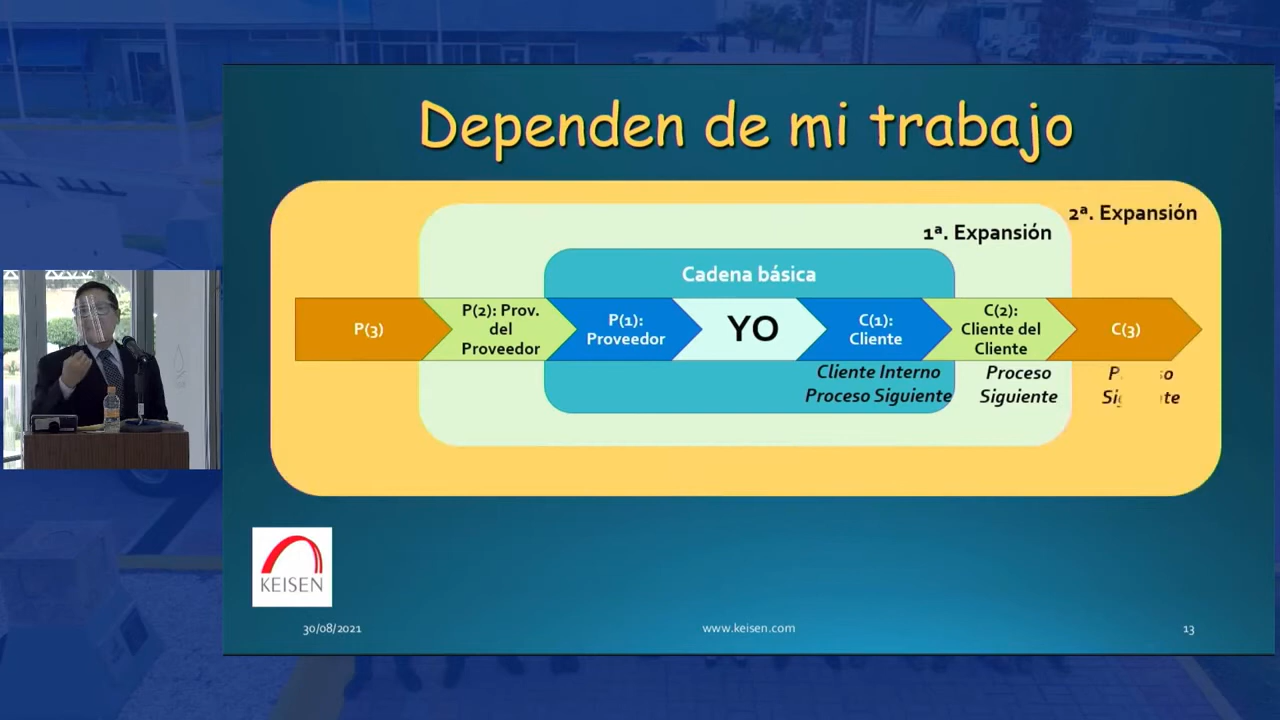 Dependen de mi trabajo
2ª. Expansión
1ª. Expansión
Cadena básica
P(3)
P(2): Prov.
del
Proveedor
P(1):
Proveedor
YO
C(1):
Cliente
C(2):
Cliente del
Cliente
C(3)
Cliente Interno
Proceso Siguiente
Proceso
Siguiente
KEISEN
30/08/2021
www.keisen.com
13